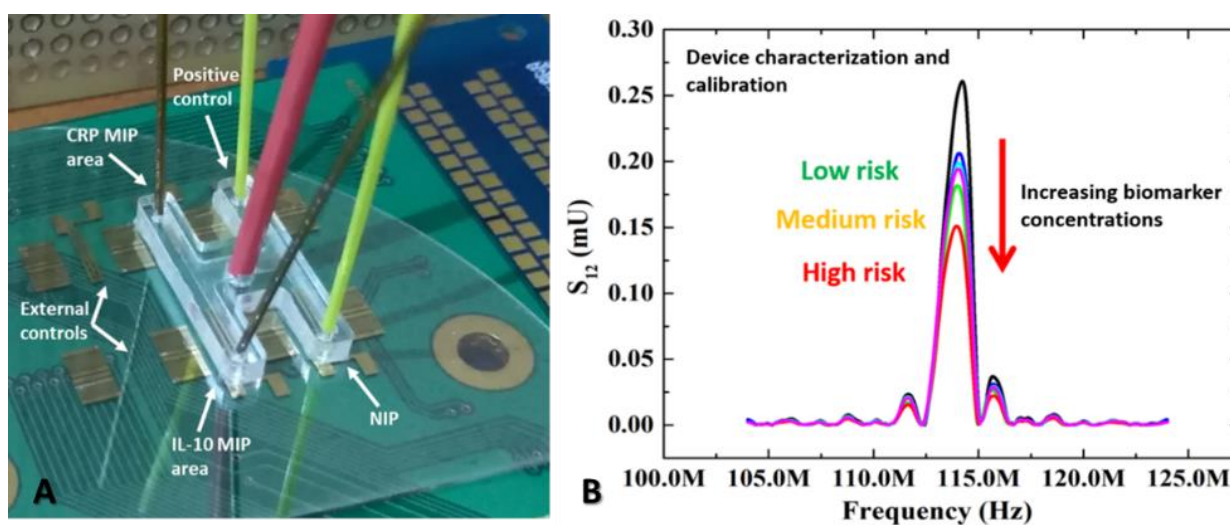 Positive
control
CRP MIP
area
External
controls
IL-10 MIP
area
NIP
A
B
0.30
0.25
0.20
0.15
0.10
0.05
0.00
S₁₂ (mU)
Device characterization and
calibration
Low risk
Medium risk
High risk
Increasing biomarker
concentrations
100.0M 105.0M 110.0M 115.0M 120.0M 125.0M
Frequency (Hz)